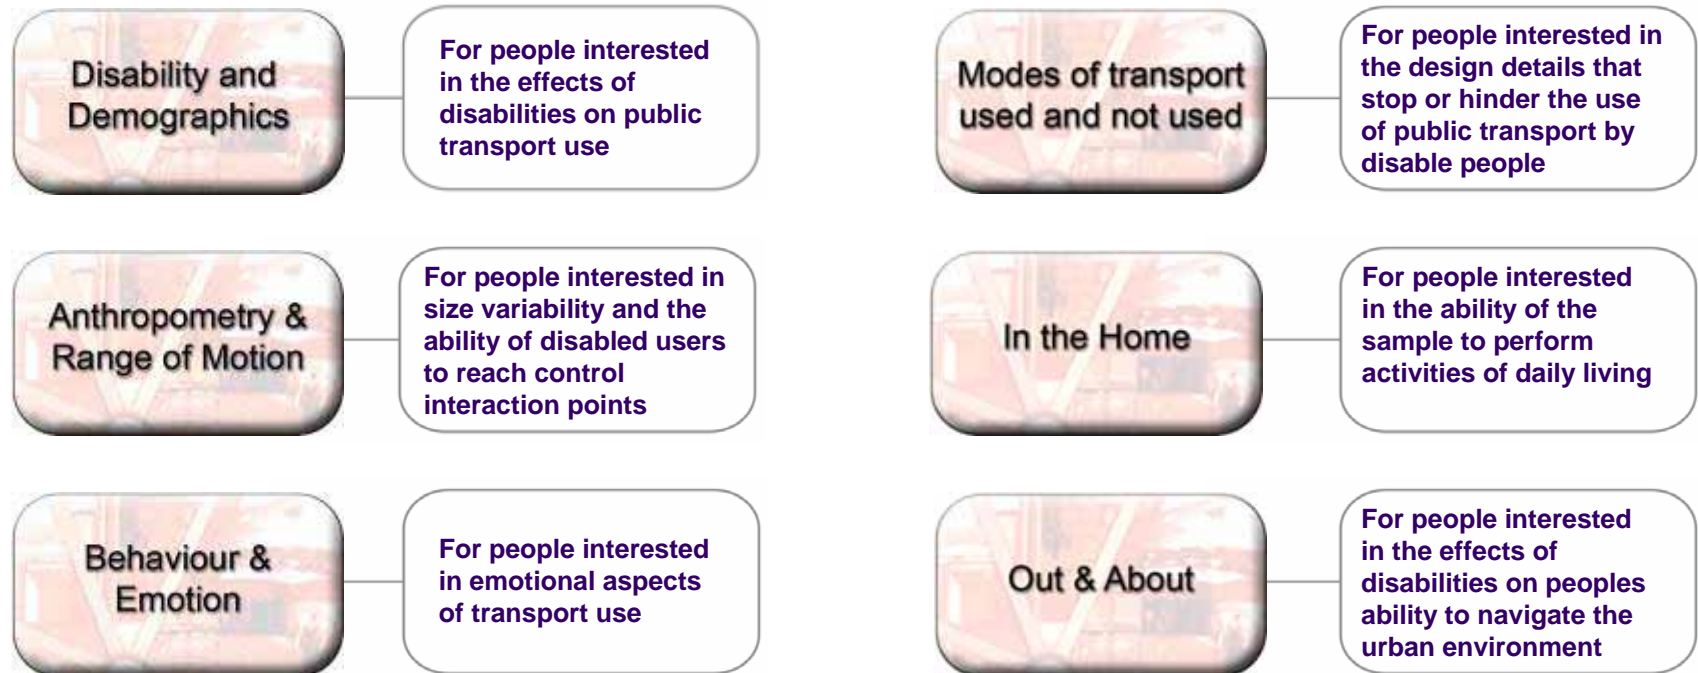 Disability and
Demographics
For people interested
in the effects of
disabilities on public
transport use
Modes of transport
used and not used
For people interested in
the design details that
stop or hinder the use
of public transport by
disable people
Anthropometry &
Range of Motion
For people interested in
size variability and the
ability of disabled users
to reach control
interaction points
In the Home
For people interested
in the ability of the
sample to perform
activities of daily living
Behaviour &
Emotion
For people interested
in emotional aspects
of transport use
Out & About
For people interested
in the effects of
disabilities on peoples
ability to navigate the
urban environment